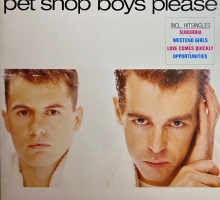 pet shop boys please
INCL. HITSINGLES
SUBURBIA
WESTEND GIRLS
LOVE COMES QUICKLY
OPPORTUNITIES